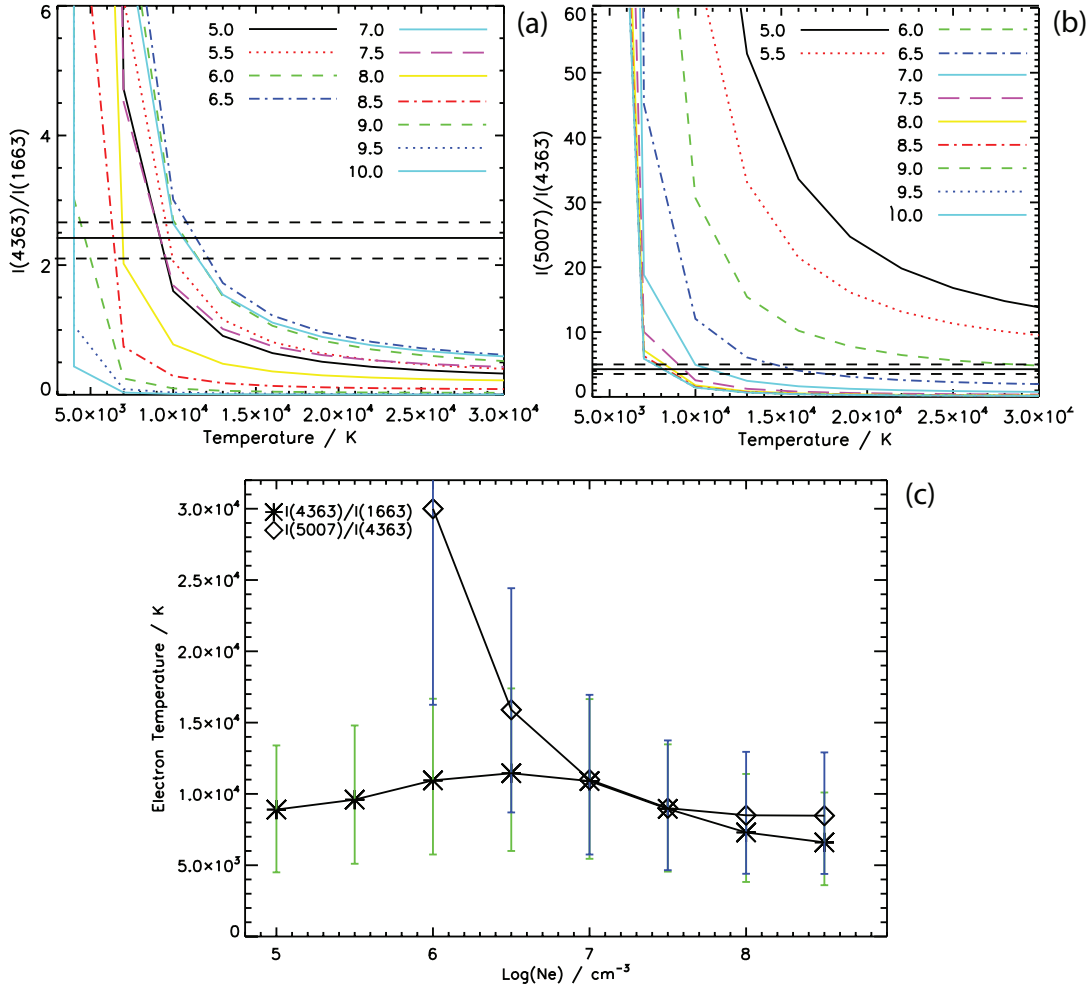 (a)
I(4363)/I(1663)
6
4
2
0
5.0
5.5
6.0
6.5
7.0
7.5
8.0
8.5
9.0
9.5
10.0
5.0×10³ 1.0×10⁴ 1.5×10⁴ 2.0×10⁴ 2.5×10⁴ 3.0×10⁴
Temperature / K
(b)
I(5007)/I(4363)
60
50
40
30
20
10
0
5.0
5.5
6.0
6.5
7.0
7.5
8.0
8.5
9.0
9.5
10.0
5.0×10³ 1.0×10⁴ 1.5×10⁴ 2.0×10⁴ 2.5×10⁴ 3.0×10⁴
Temperature / K
(c)
I(4363)/I(1663)
I(5007)/I(4363)
Electron Temperature / K
3.0×10⁴
2.5×10⁴
2.0×10⁴
1.5×10⁴
1.0×10⁴
5.0×10³
0
5 6 7 8
Log(Ne) / cm⁻³